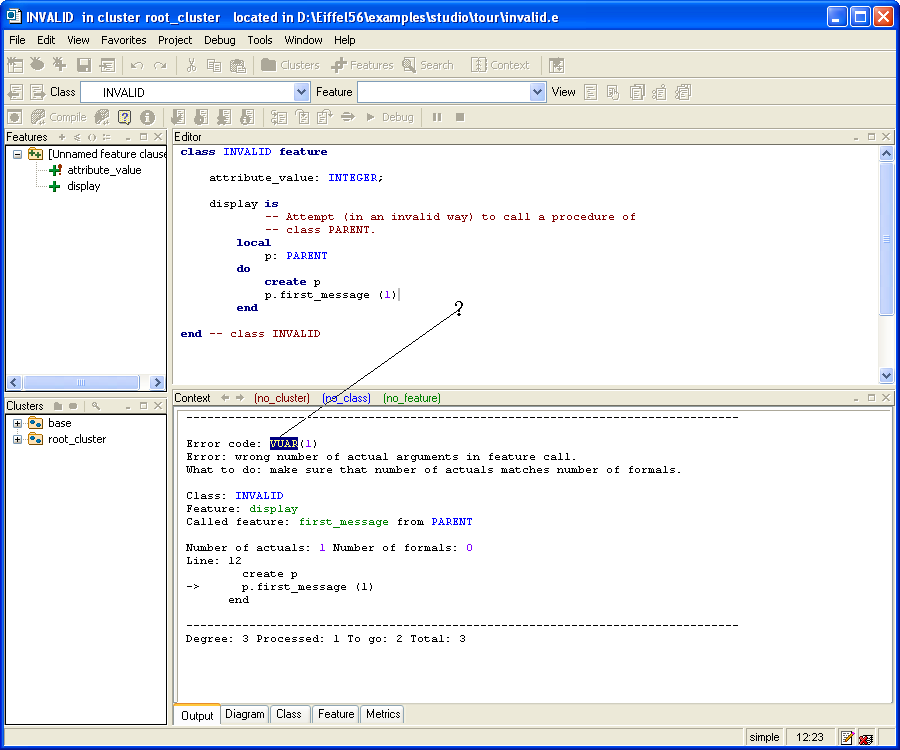 INVALID in cluster root_cluster located in D:\Eiffel56\examples\studio\tour\invalid.e
File Edit View Favorites Project Debug Tools Window Help
Clusters Features Search Context
Class INVALID Feature View
Compile Debug
Features
[Unnamed feature clause
attribute_value
display
Editor
class INVALID feature
attribute_value: INTEGER;
display is
-- Attempt (in an invalid way) to call a procedure of
-- class PARENT.
local
p: PARENT
do
create p
p.first_message (1)
end
?
end -- class INVALID
Clusters
base
root_cluster
Context (no_cluster) (no_class) (no_feature)
---------------------------------------------------------------------------------
Error code: VUAR(1)
Error: wrong number of actual arguments in feature call.
What to do: make sure that number of actuals matches number of formals.
Class: INVALID
Feature: display
Called feature: first_message from PARENT
Number of actuals: 1 Number of formals: 0
Line: 12
create p
-> p.first_message (1)
end
---------------------------------------------------------------------------------
Degree: 3 Processed: 1 To go: 2 Total: 3
Output Diagram Class Feature Metrics
simple 12:23